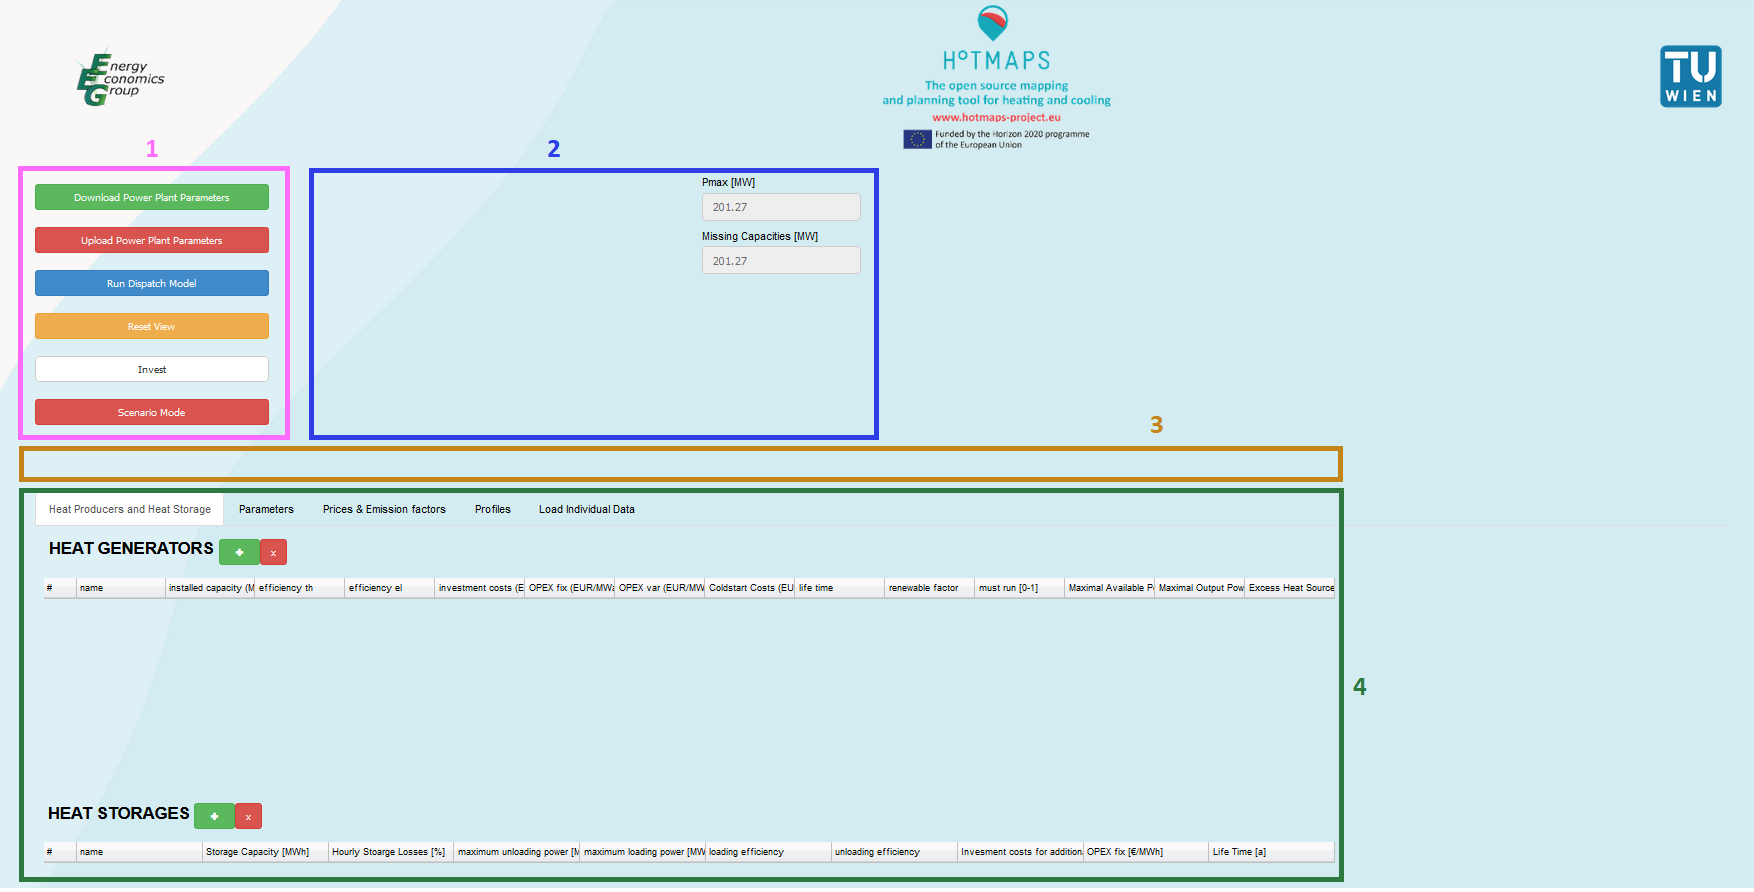 Energy
Economics
Group
HOTMAPS
The open source mapping
and planning tool for heating and cooling
www.hotmaps-project.eu
Funded by the Horizon 2020 programme
of the European Union
TU
WIEN
1
2
Download Power Plant Parameters
Upload Power Plant Parameters
Run Dispatch Model
Reset View
Invest
Scenario Mode
Pmax [MW]
201.27
Missing Capacities [MW]
201.27
3
Heat Producers and Heat Storage Parameters Prices & Emission factors Profiles Load Individual Data
HEAT GENERATORS + x
# name installed capacity (M efficiency th efficiency el investment costs (E OPEX fix (EUR/MWa OPEX var (EUR/MW Coldstart Costs (EU life time renewable factor must run [0-1] Maximal Available P Maximal Output Pow Excess Heat Source
4
HEAT STORAGES + x
# name Storage Capacity [MWh] Hourly Stoarge Losses [%] maximum unloading power [M maximum loading power [MW loading efficiency unloading efficiency Invesment costs for addition OPEX fix [€/MWh] Life Time [a]